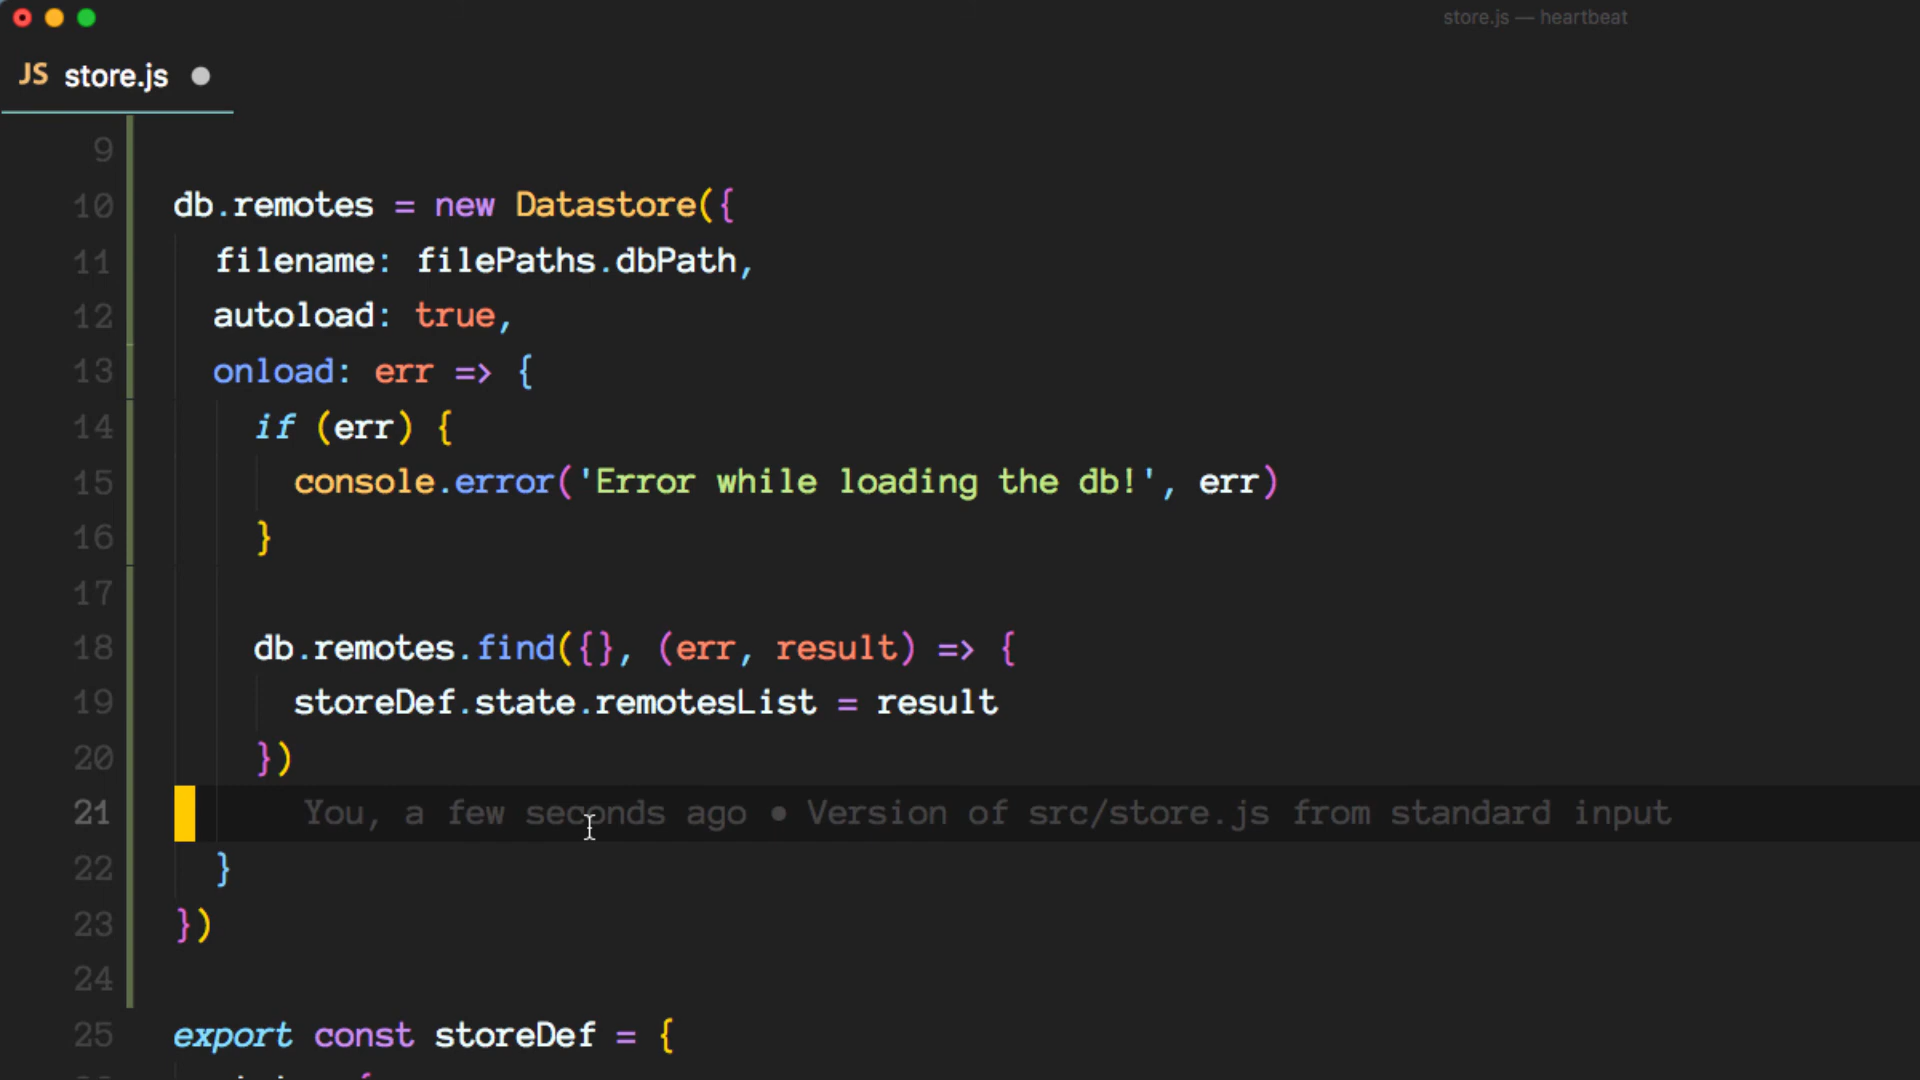 store.js — heartbeat
JS store.js
9
10 db.remotes = new Datastore({
11 filename: filePaths.dbPath,
12 autoload: true,
13 onload: err => {
14 if (err) {
15 console.error('Error while loading the db!', err)
16 }
17
18 db.remotes.find({}, (err, result) => {
19 storeDef.state.remotesList = result
20 })
21 You, a few seconds ago • Version of src/store.js from standard input
22 }
23 })
24
25 export const storeDef = {